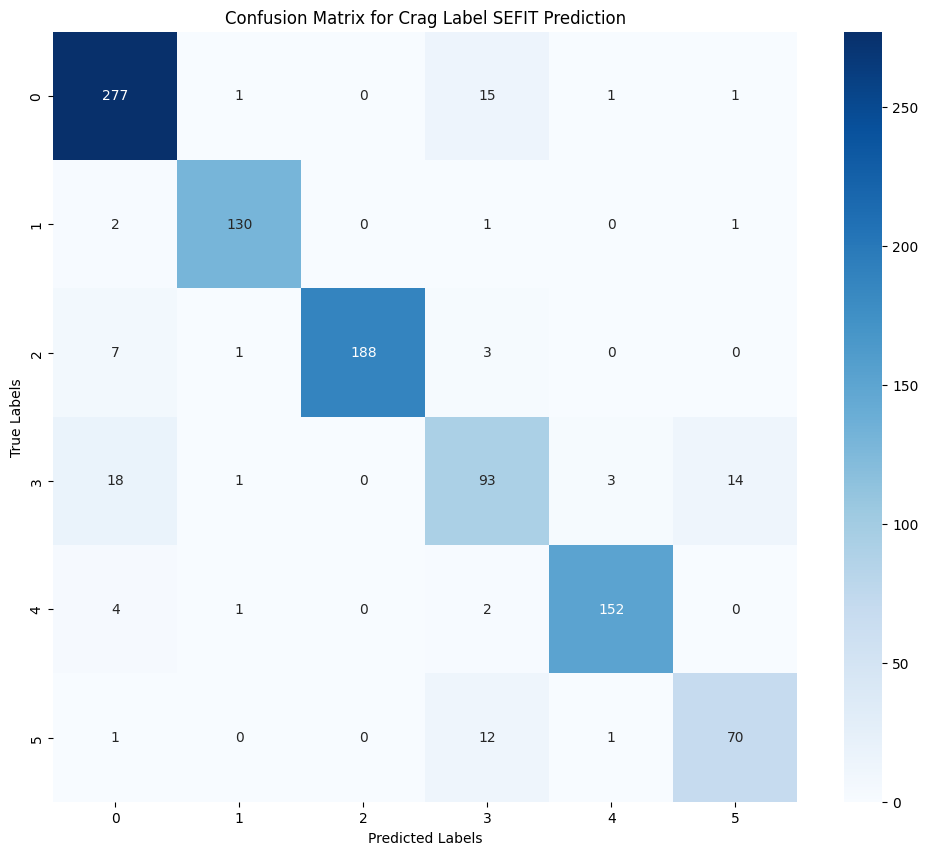 Confusion Matrix for Crag Label SEFIT Prediction
0 277 1 0 15 1 1
1 2 130 0 1 0 1
2 7 1 188 3 0 0
3 18 1 0 93 3 14
4 4 1 0 2 152 0
5 1 0 0 12 1 70
0 1 2 3 4 5
True Labels
Predicted Labels
250
200
150
100
50
0